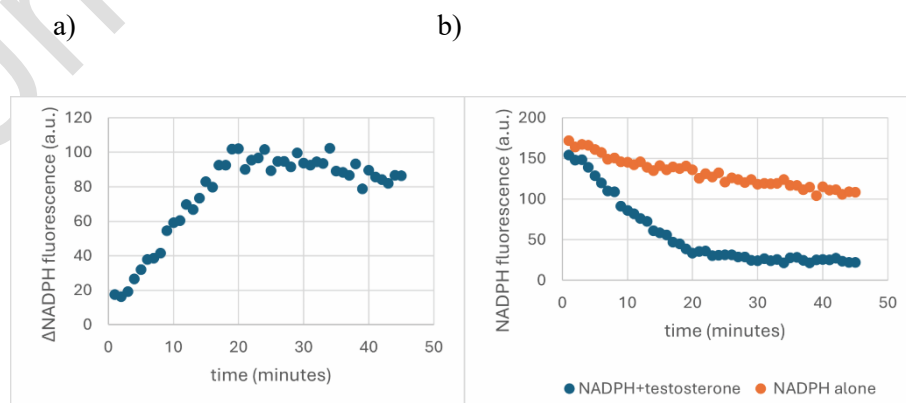 a)
b)
ΔNADPH fluorescence (a.u.)
120
100
80
60
40
20
0
0 10 20 30 40 50
time (minutes)
NADPH fluorescence (a.u.)
200
150
100
50
0
0 10 20 30 40 50
time (minutes)
NADPH+testosterone NADPH alone